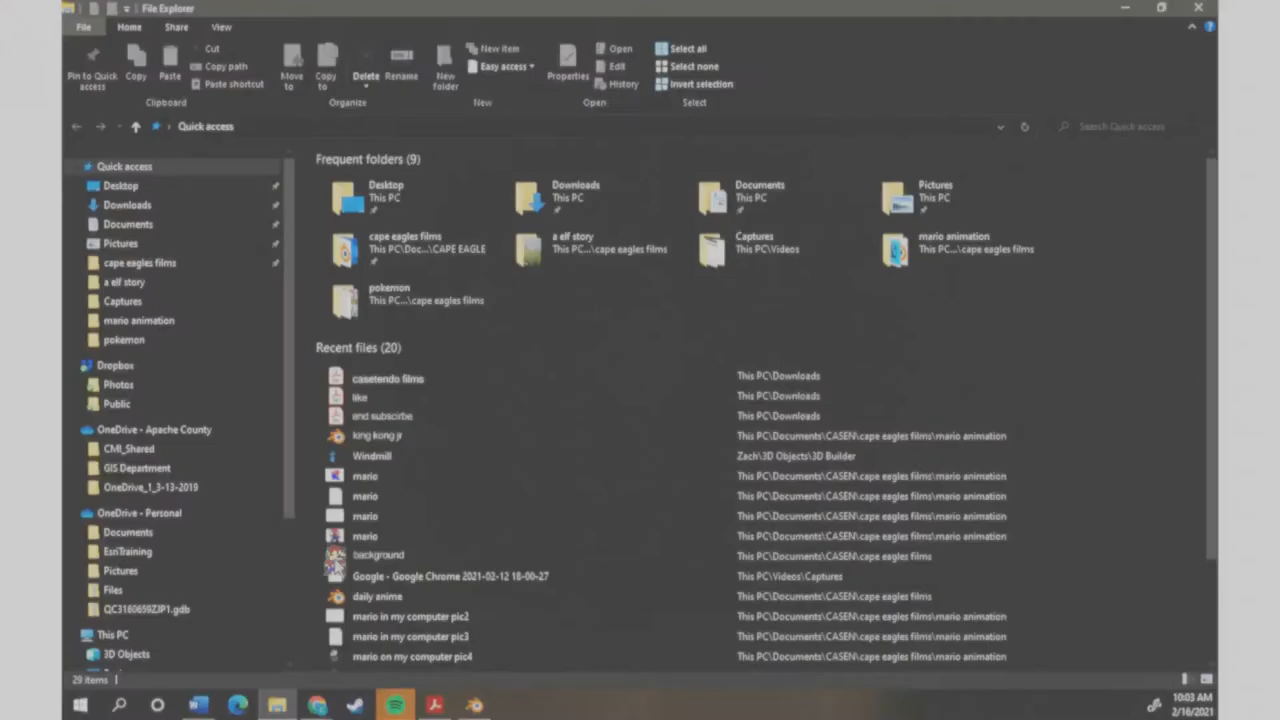 File Explorer
File Home Share View
Pin to Quick access
Copy
Paste
Cut
Copy path
Paste shortcut
Clipboard
Move to
Copy to
Delete
Rename
Organize
New folder
New item
Easy access
New
Properties
Open
Edit
History
Open
Select all
Select none
Invert selection
Select
Quick access
Search Quick access
Quick access
Desktop
Downloads
Documents
Pictures
cape eagles films
a elf story
Captures
mario animation
pokemon
Dropbox
Photos
Public
OneDrive - Apache County
CMI_Shared
GIS Department
OneDrive_1_3-13-2019
OneDrive - Personal
Documents
EsriTraining
Pictures
Files
QC3160659ZJP1.gdb
This PC
3D Objects
Frequent folders (9)
Desktop
This PC
Downloads
This PC
Documents
This PC
Pictures
This PC
cape eagles films
This PC\Doc...\CAPE EAGLE
a elf story
This PC...\cape eagles films
Captures
This PC\Videos
mario animation
This PC...\cape eagles films
pokemon
This PC...\cape eagles films
Recent files (20)
casetendo films This PC\Downloads
like This PC\Downloads
end subscirbe This PC\Downloads
king kong jr This PC\Documents\CASEN\cape eagles films\mario animation
Windmill Zach\3D Objects\3D Builder
mario This PC\Documents\CASEN\cape eagles films\mario animation
mario This PC\Documents\CASEN\cape eagles films\mario animation
mario This PC\Documents\CASEN\cape eagles films\mario animation
mario This PC\Documents\CASEN\cape eagles films\mario animation
background This PC\Documents\CASEN\cape eagles films
Google - Google Chrome 2021-02-12 18-00-27 This PC\Videos\Captures
daily anime This PC\Documents\CASEN\cape eagles films
mario in my computer pic2 This PC\Documents\CASEN\cape eagles films\mario animation
mario in my computer pic3 This PC\Documents\CASEN\cape eagles films\mario animation
mario on my computer pic4 This PC\Documents\CASEN\cape eagles films\mario animation
29 items
10:03 AM
2/16/2021